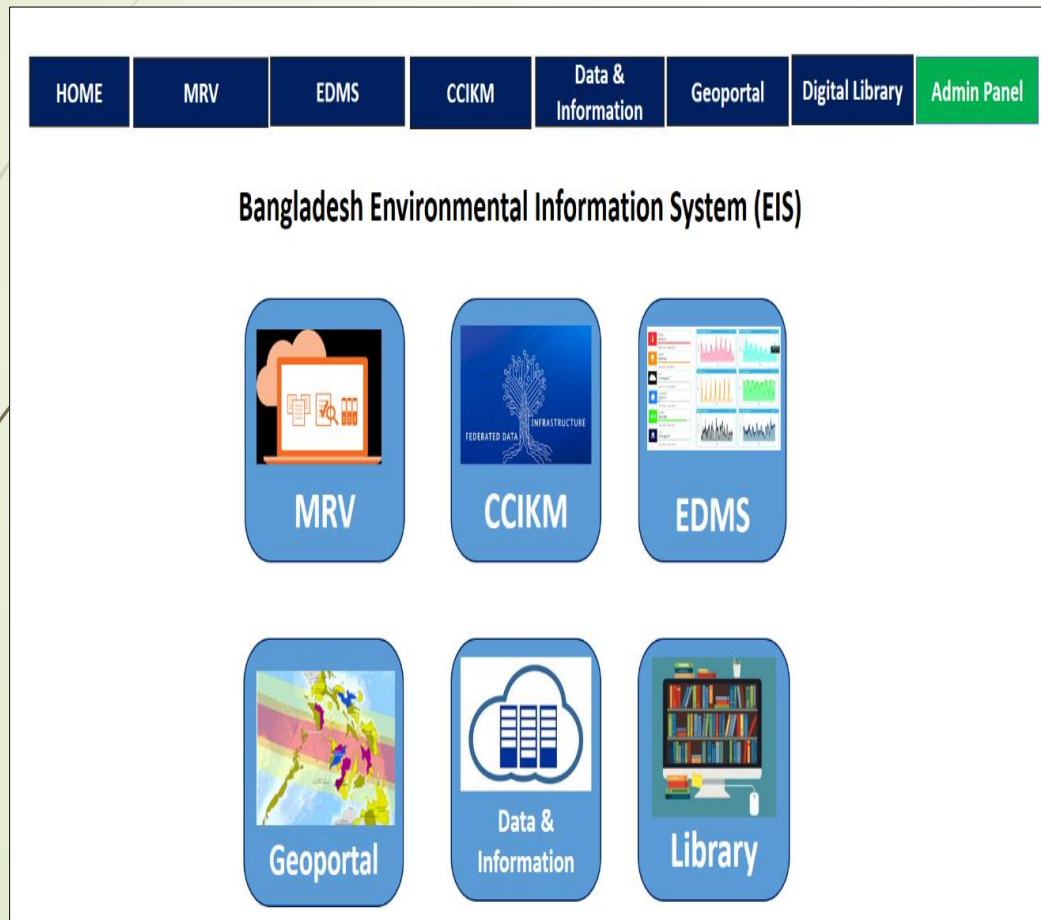 HOME
MRV
EDMS
CCIKM
Data &
Information
Geoportal
Digital Library
Admin Panel
Bangladesh Environmental Information System (EIS)
FEDERATED DATA
INFRASTRUCTURE
MRV
CCIKM
EDMS
Geoportal
Data &
Information
Library